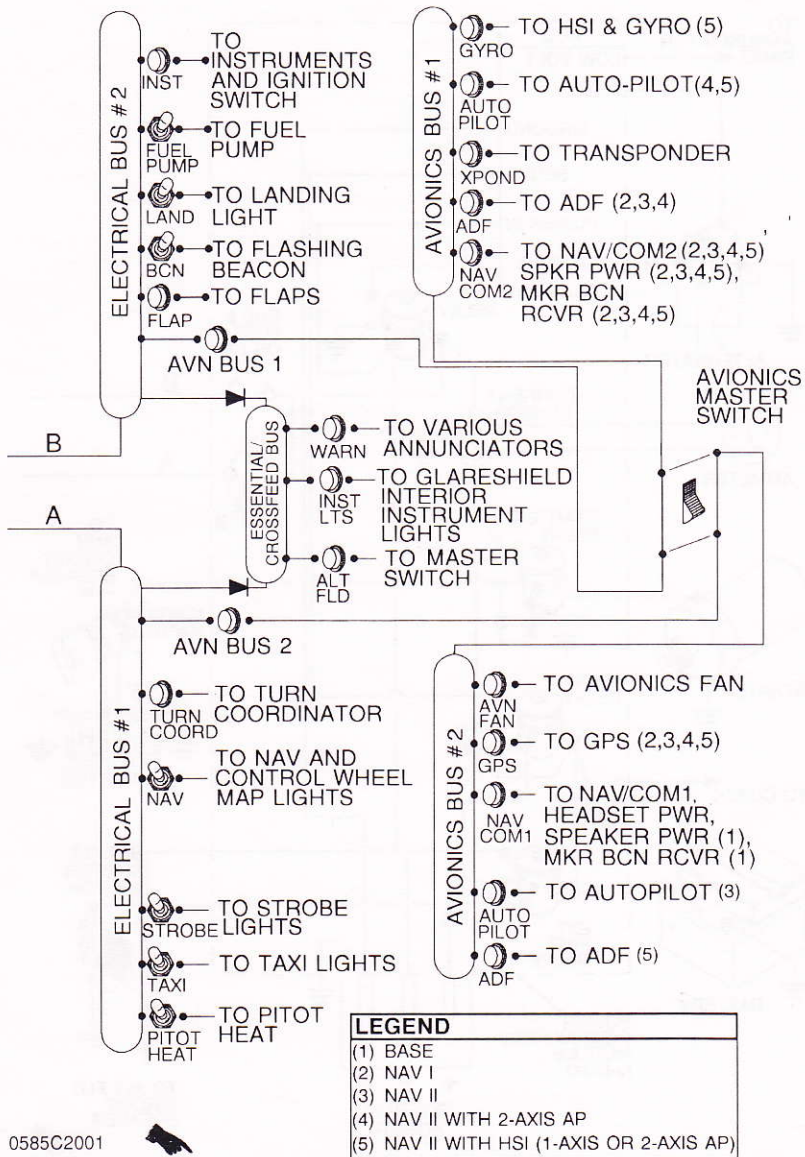 ELECTRICAL BUS #2
INST
TO
INSTRUMENTS
AND IGNITION
SWITCH
FUEL
PUMP
TO FUEL
PUMP
LAND
TO LANDING
LIGHT
BCN
TO FLASHING
BEACON
FLAP
TO FLAPS
AVN BUS 1
B
A
AVIONICS BUS #1
GYRO
TO HSI & GYRO (5)
AUTO
PILOT
TO AUTO-PILOT(4,5)
XPOND
TO TRANSPONDER
ADF
TO ADF (2,3,4)
NAV
COM2
TO NAV/COM2 (2,3,4,5)
SPKR PWR (2,3,4,5),
MKR BCN
RCVR (2,3,4,5)
AVIONICS
MASTER
SWITCH
ESSENTIAL/
CROSSFEED BUS
WARN
TO VARIOUS
ANNUNCIATORS
INST
LTS
TO GLARESHIELD
INTERIOR
INSTRUMENT
LIGHTS
ALT
FLD
TO MASTER
SWITCH
ELECTRICAL BUS #1
AVN BUS 2
TURN
COORD
TO TURN
COORDINATOR
NAV
TO NAV AND
CONTROL WHEEL
MAP LIGHTS
STROBE
TO STROBE
LIGHTS
TAXI
TO TAXI LIGHTS
PITOT
HEAT
TO PITOT
HEAT
AVIONICS BUS #2
AVN
FAN
TO AVIONICS FAN
GPS
TO GPS (2,3,4,5)
NAV
COM1
TO NAV/COM1,
HEADSET PWR,
SPEAKER PWR (1),
MKR BCN RCVR (1)
AUTO
PILOT
TO AUTOPILOT (3)
ADF
TO ADF (5)
LEGEND
(1) BASE
(2) NAV I
(3) NAV II
(4) NAV II WITH 2-AXIS AP
(5) NAV II WITH HSI (1-AXIS OR 2-AXIS AP)
0585C2001